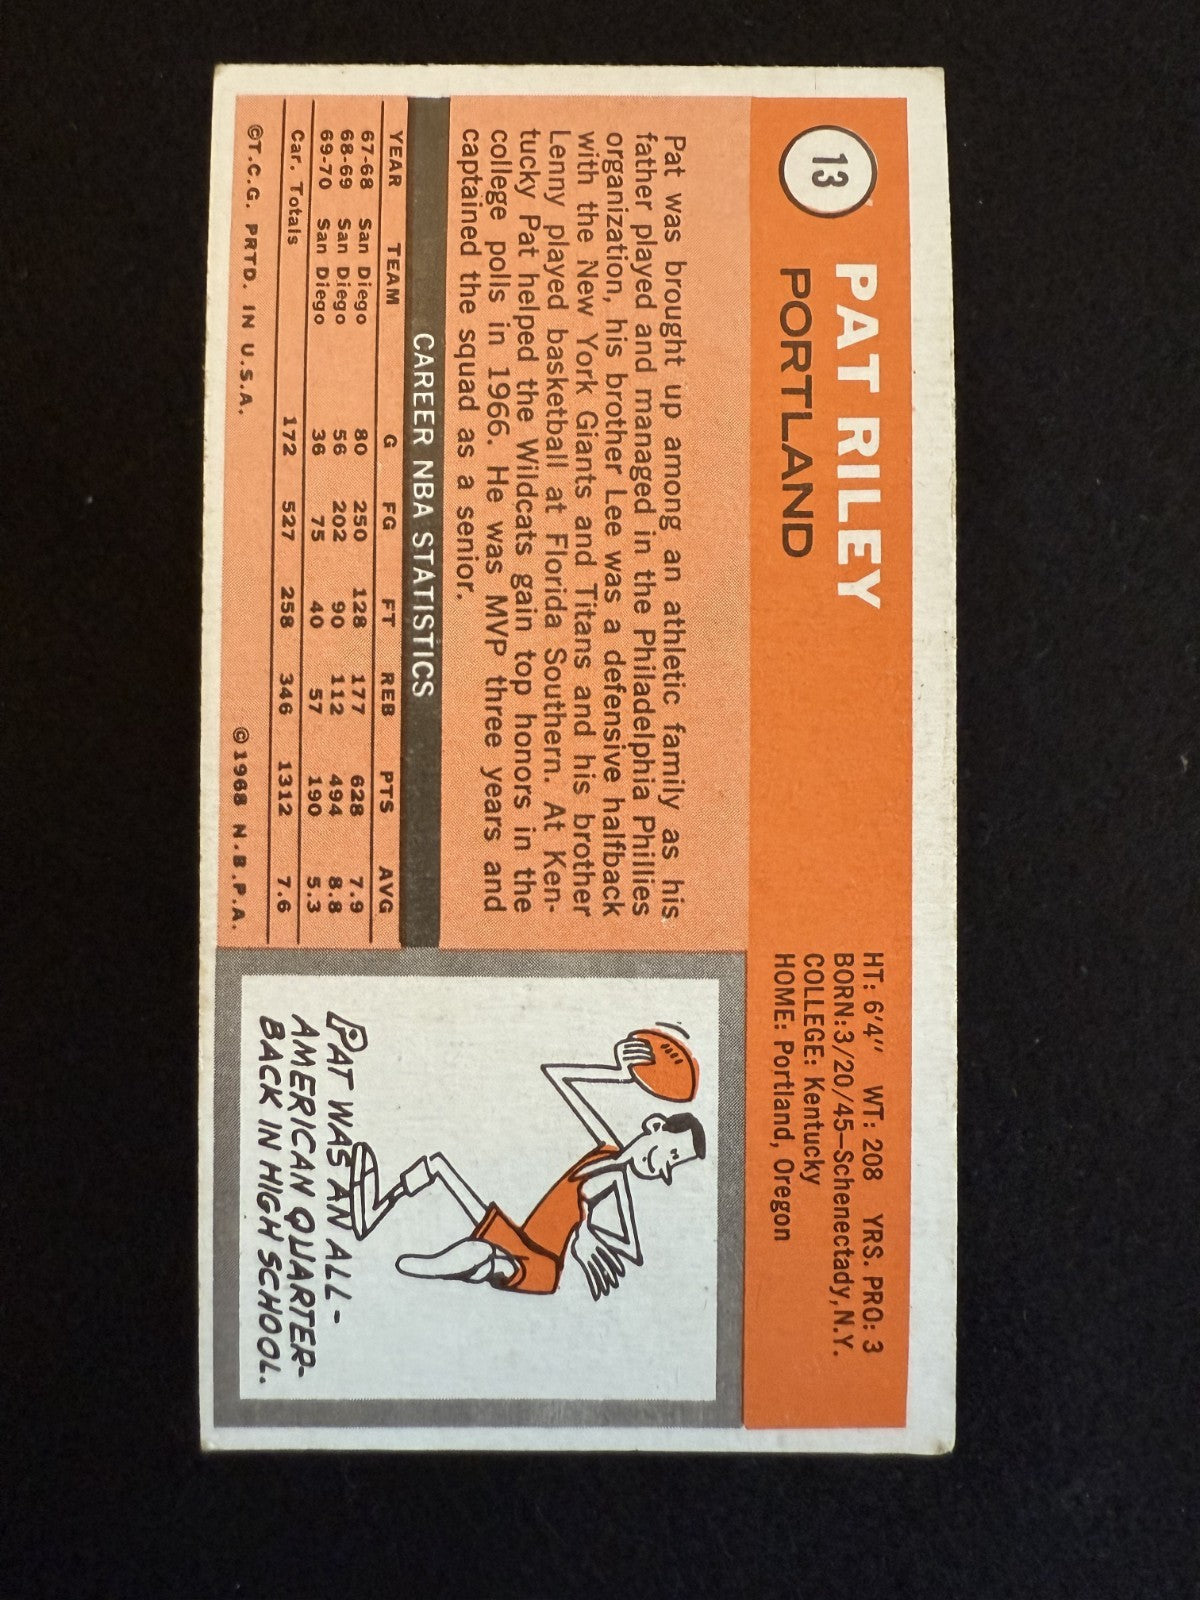 13
PAT RILEY
PORTLAND
HT: 6'4" WT: 208 YRS. PRO: 3
BORN: 3/20/45—Schenectady, N.Y.
COLLEGE: Kentucky
HOME: Portland, Oregon
Pat was brought up among an athletic family as his
father played and managed in the Philadelphia Phillies
organization, his brother Lee was a defensive halfback
with the New York Giants and Titans and his brother
Lenny played basketball at Florida Southern. At Ken-
tucky Pat helped the Wildcats gain top honors in the
college polls in 1966. He was MVP three years and
captained the squad as a senior.
CAREER NBA STATISTICS
YEAR TEAM G FG FT REB PTS AVG
67-68 San Diego 80 250 128 177 628 7.9
68-69 San Diego 56 202 90 112 494 8.8
69-70 San Diego 36 75 40 57 190 5.3
Car. Totals 172 527 258 346 1312 7.6
©T.C.G. PRTD. IN U.S.A. ©1968 N.B.P.A.
PAT WAS AN ALL-
AMERICAN QUARTER-
BACK IN HIGH SCHOOL.